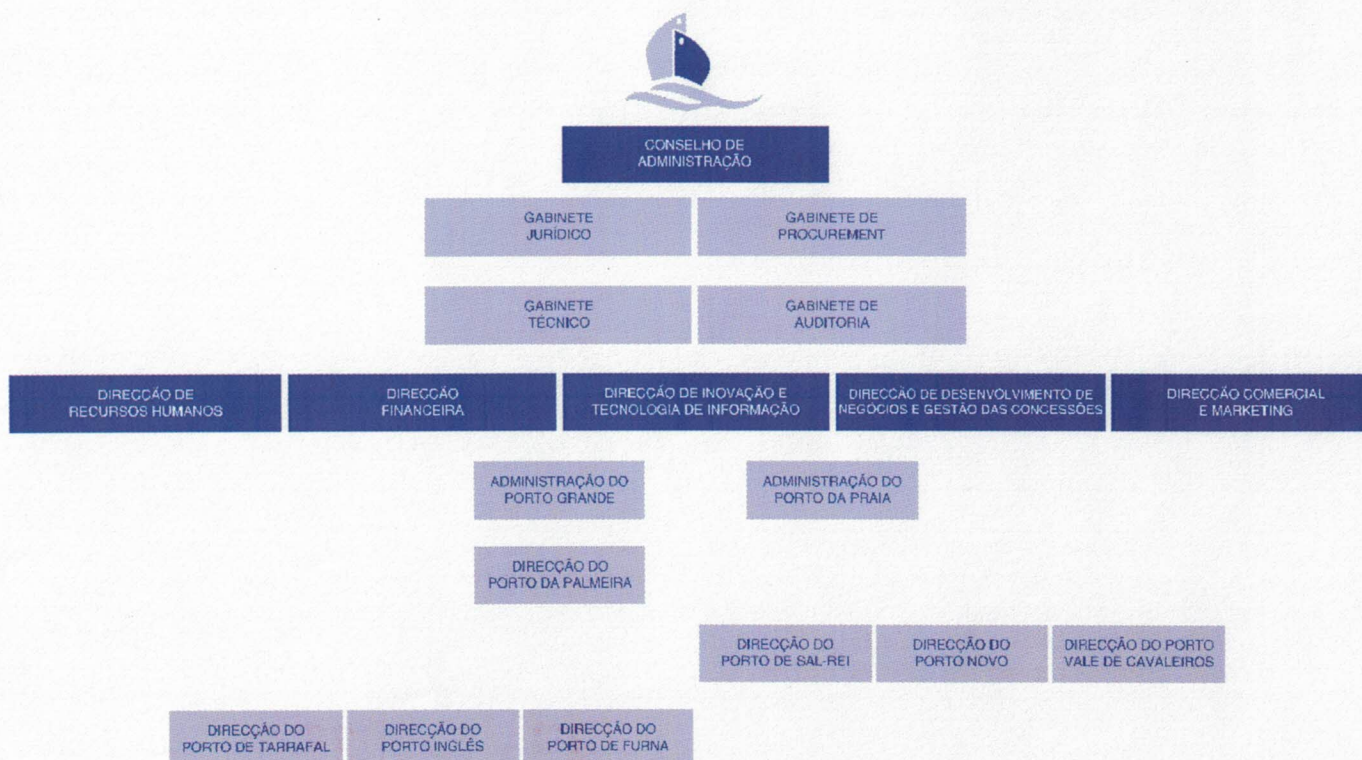 CONSELHO DE
ADMINISTRAÇÃO
GABINETE
JURÍDICO
GABINETE DE
PROCUREMENT
GABINETE
TÉCNICO
GABINETE DE
AUDITORIA
DIRECÇÃO DE
RECURSOS HUMANOS
DIRECÇÃO
FINANCEIRA
DIRECÇÃO DE INOVAÇÃO E
TECNOLOGIA DE INFORMAÇÃO
DIRECÇÃO DE DESENVOLVIMENTO DE
NEGÓCIOS E GESTÃO DAS CONCESSÕES
DIRECÇÃO COMERCIAL
E MARKETING
ADMINISTRAÇÃO DO
PORTO GRANDE
ADMINISTRAÇÃO DO
PORTO DA PRAIA
DIRECÇÃO DO
PORTO DA PALMEIRA
DIRECÇÃO DO
PORTO DE SAL-REI
DIRECÇÃO DO
PORTO NOVO
DIRECÇÃO DO PORTO
VALE DE CAVALEIROS
DIRECÇÃO DO
PORTO DE TARRAFAL
DIRECÇÃO DO
PORTO INGLÊS
DIRECÇÃO DO
PORTO DE FURNA